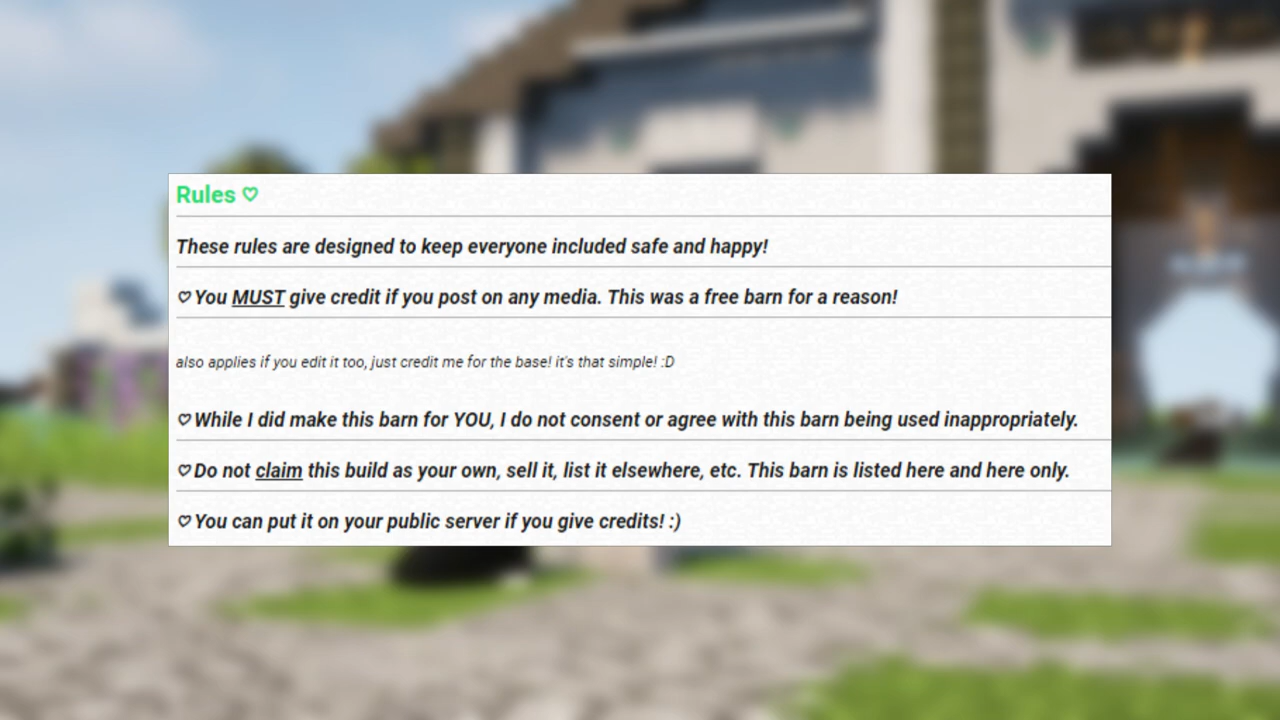 Rules ♡
These rules are designed to keep everyone included safe and happy!
♡ You MUST give credit if you post on any media. This was a free barn for a reason!
also applies if you edit it too, just credit me for the base! it's that simple! :D
♡ While I did make this barn for YOU, I do not consent or agree with this barn being used inappropriately.
♡ Do not claim this build as your own, sell it, list it elsewhere, etc. This barn is listed here and here only.
♡ You can put it on your public server if you give credits! :)